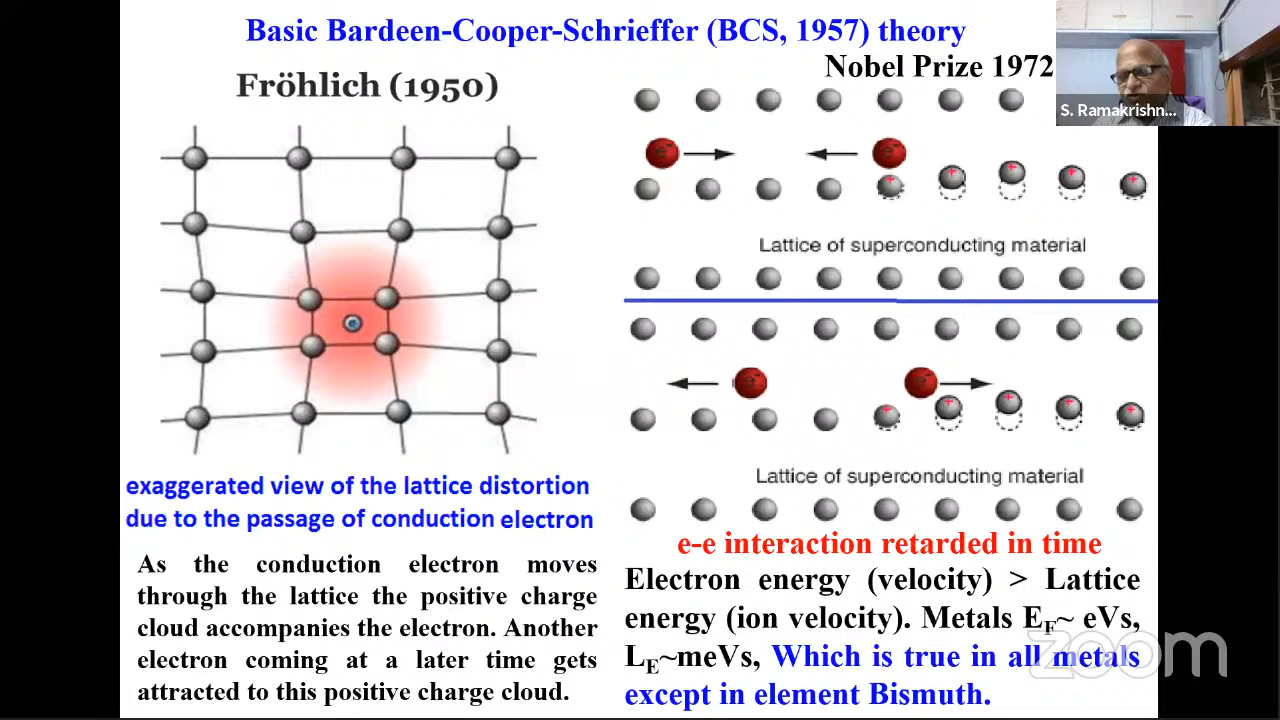 Basic Bardeen-Cooper-Schrieffer (BCS, 1957) theory
Nobel Prize 1972
S. Ramakrishn...
Fröhlich (1950)
e⁻
e⁻
+ + + + +
Lattice of superconducting material
e⁻
e⁻
+ + + + +
Lattice of superconducting material
exaggerated view of the lattice distortion
due to the passage of conduction electron
As the conduction electron moves
through the lattice the positive charge
cloud accompanies the electron. Another
electron coming at a later time gets
attracted to this positive charge cloud.
e-e interaction retarded in time
Electron energy (velocity) > Lattice
energy (ion velocity). Metals E_F~ eVs,
L_E~meVs, Which is true in all metals
except in element Bismuth.
zoom